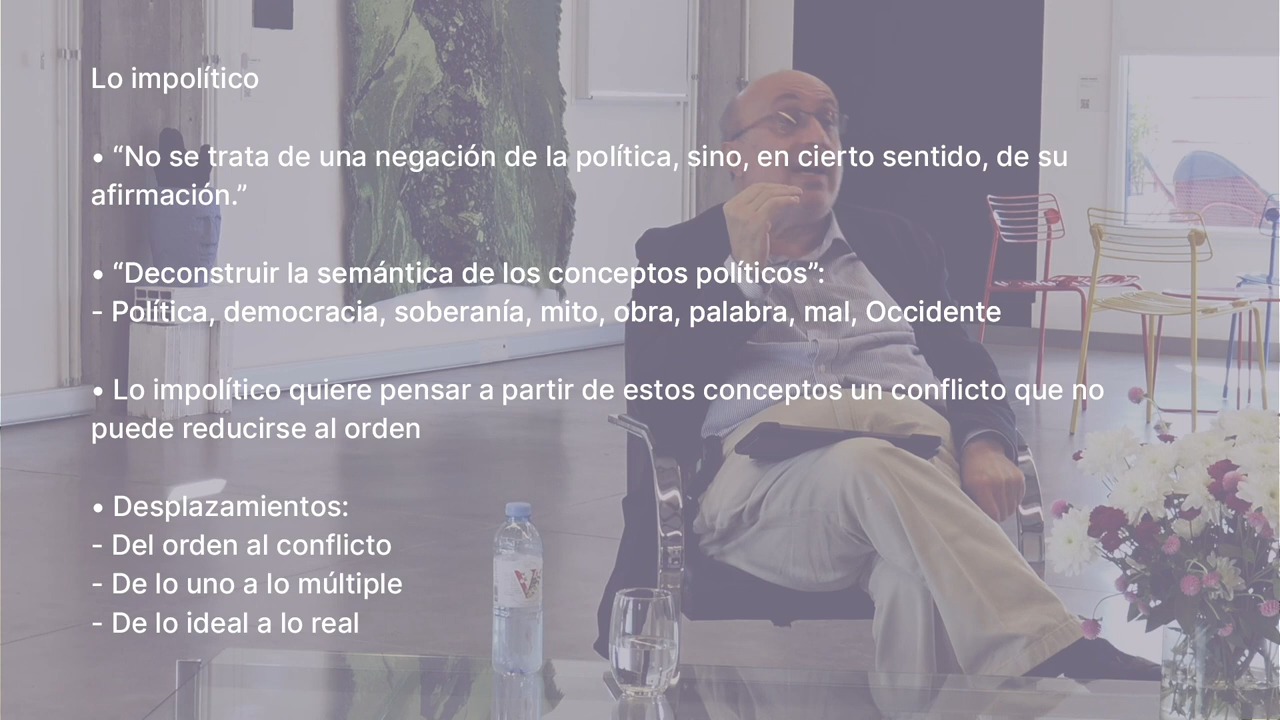 Lo impolítico
• “No se trata de una negación de la política, sino, en cierto sentido, de su
afirmación.”
• “Deconstruir la semántica de los conceptos políticos”:
- Política, democracia, soberanía, mito, obra, palabra, mal, Occidente
• Lo impolítico quiere pensar a partir de estos conceptos un conflicto que no
puede reducirse al orden
• Desplazamientos:
- Del orden al conflicto
- De lo uno a lo múltiple
- De lo ideal a lo real